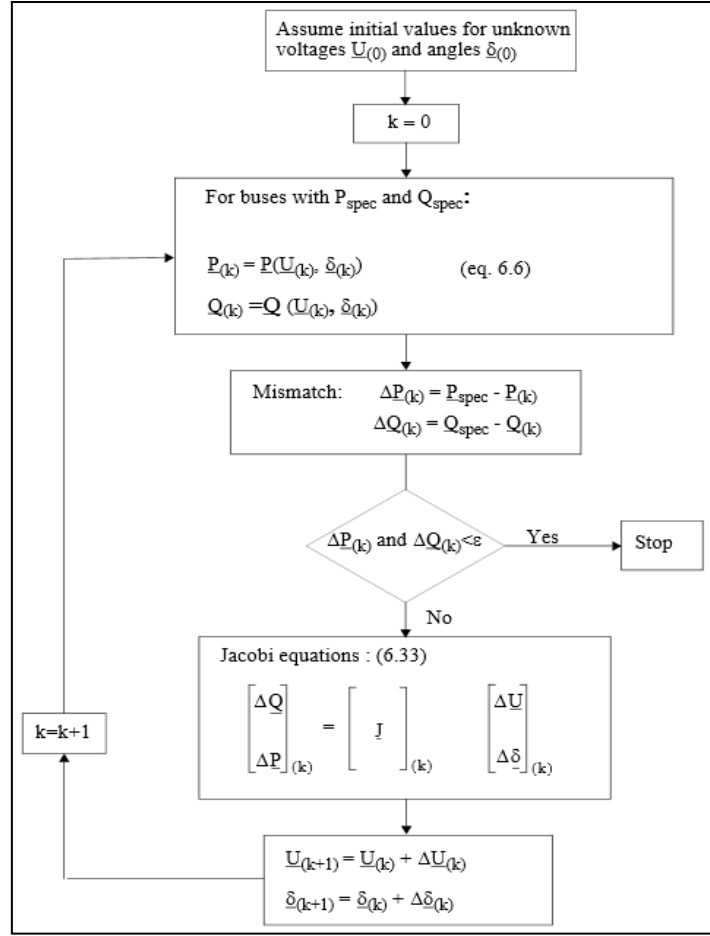 Assume initial values for unknown
voltages U(0) and angles δ(0)
k = 0
For buses with Pspec and Qspec:
P(k) = P(U(k), δ(k)) (eq. 6.6)
Q(k) =Q (U(k), δ(k))
Mismatch: ΔP(k) = Pspec - P(k)
ΔQ(k) = Qspec - Q(k)
ΔP(k) and ΔQ(k)<ε
Yes
Stop
No
Jacobi equations : (6.33)
[ΔQ ΔP](k) = [J](k) [ΔU Δδ](k)
k=k+1
U(k+1) = U(k) + ΔU(k)
δ(k+1) = δ(k) + Δδ(k)